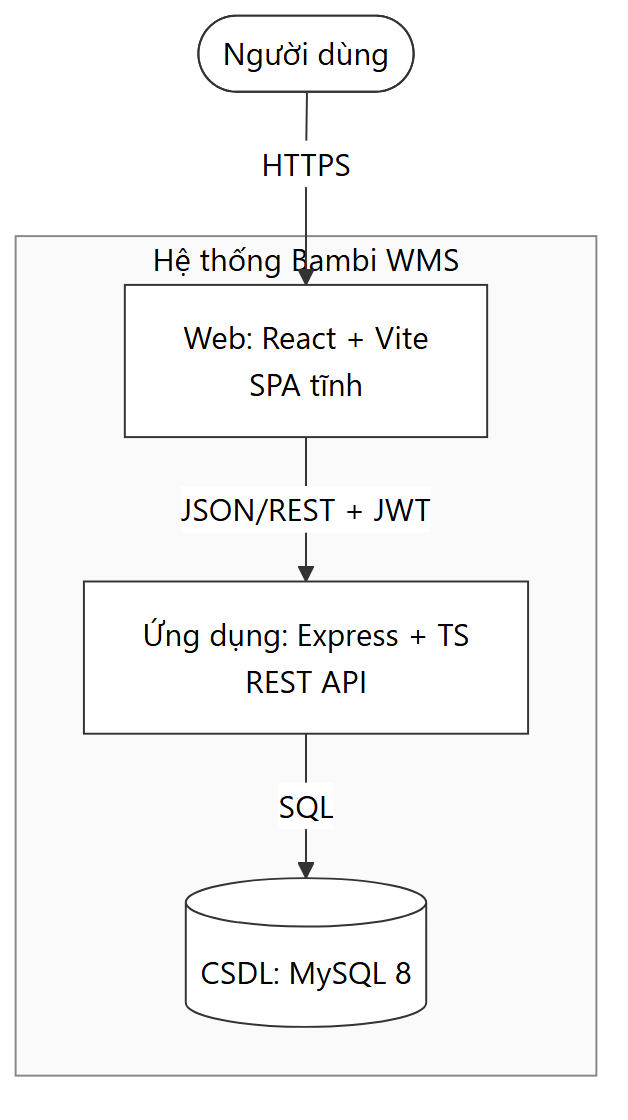 Người dùng
HTTPS
Hệ thống Bambi WMS
Web: React + Vite
SPA tĩnh
JSON/REST + JWT
Ứng dụng: Express + TS
REST API
SQL
CSDL: MySQL 8